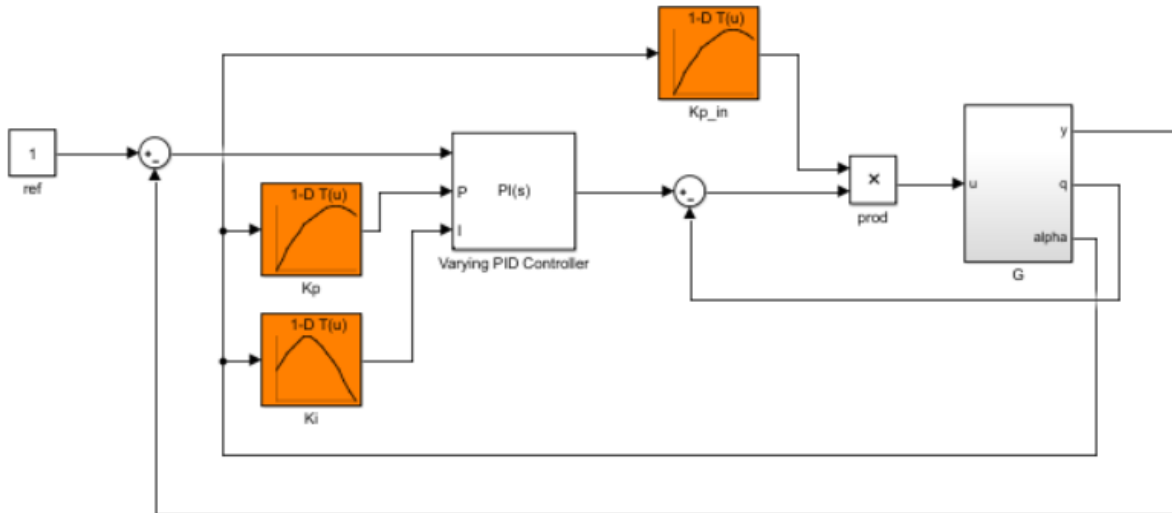 1-D T(u)
Kp_in
1
ref
+
-
1-D T(u)
Kp
P
I
PI(s)
Varying PID Controller
+
-
×
prod
u
y
q
alpha
G
1-D T(u)
Ki